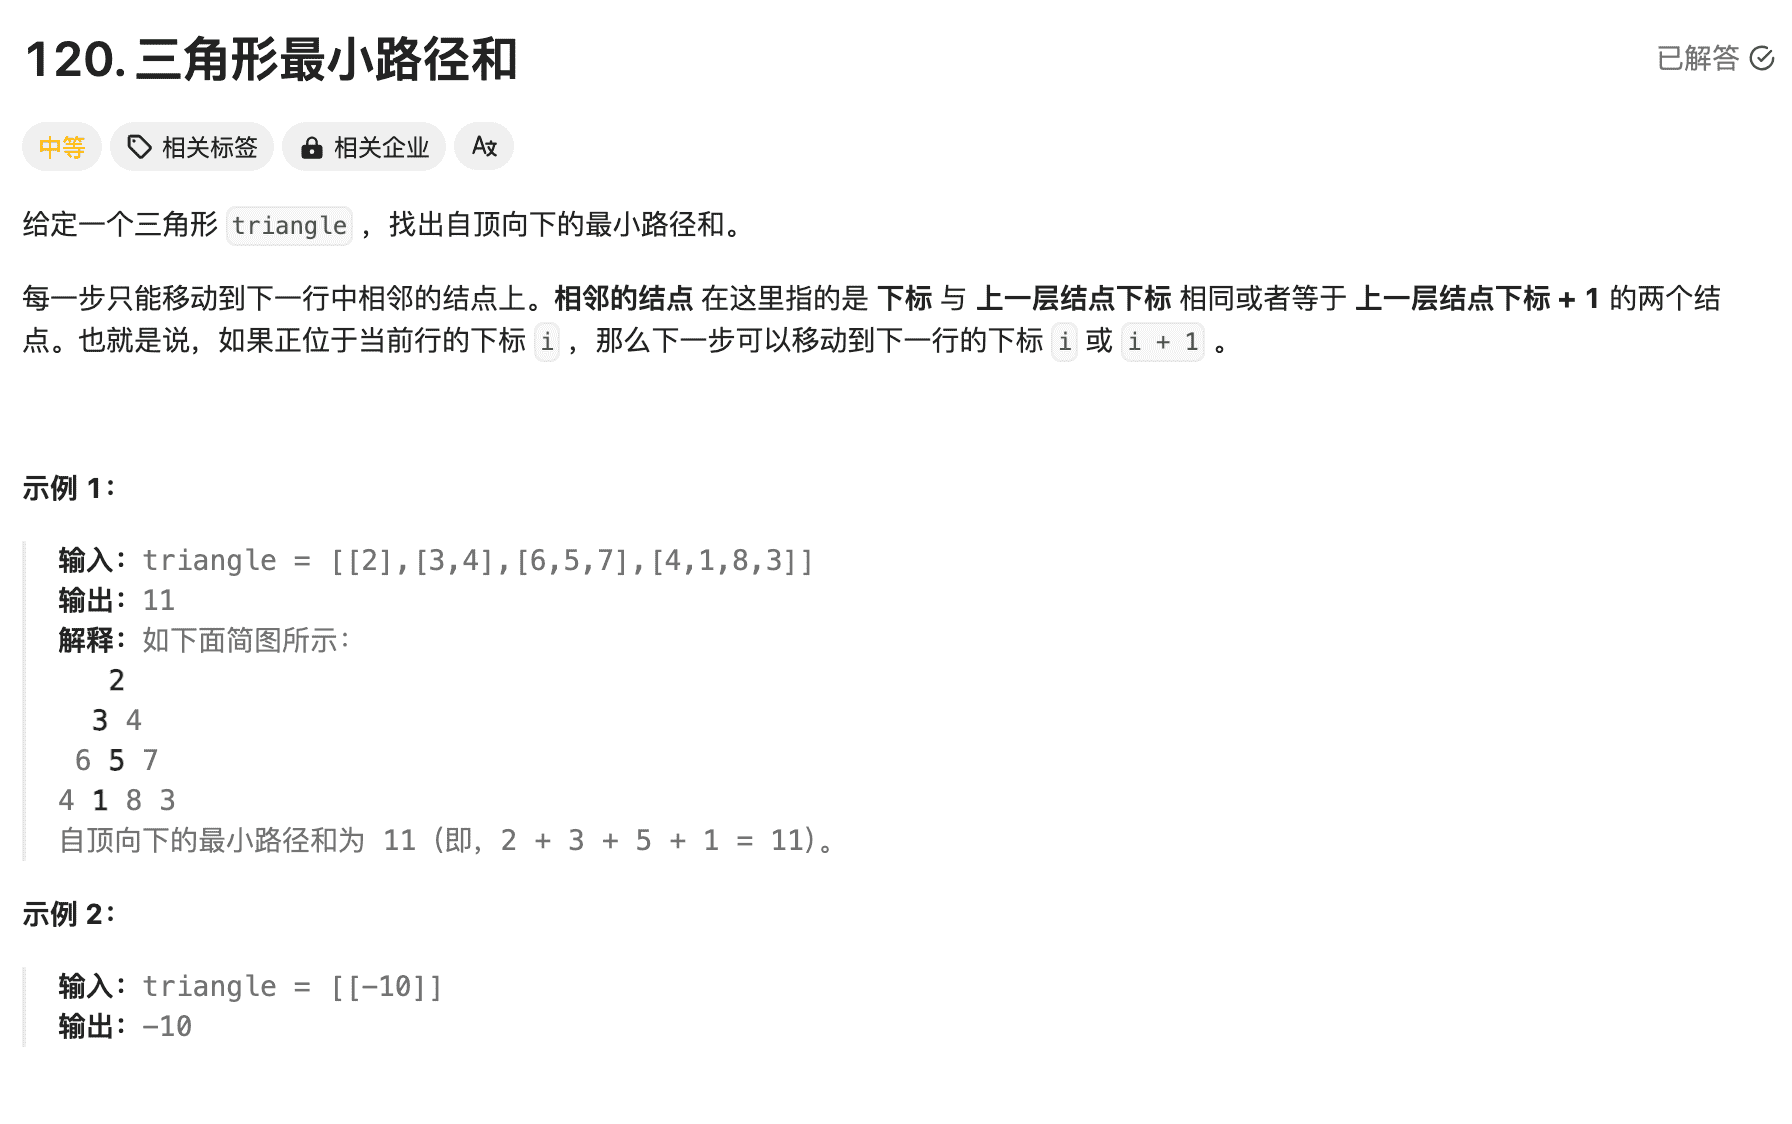 120. 三角形最小路径和
已解答
中等 相关标签 相关企业
给定一个三角形 triangle ，找出自顶向下的最小路径和。
每一步只能移动到下一行中相邻的结点上。相邻的结点 在这里指的是 下标 与 上一层结点下标 相同或者等于 上一层结点下标 + 1 的两个结
点。也就是说，如果正位于当前行的下标 i ，那么下一步可以移动到下一行的下标 i 或 i + 1 。
示例 1：
输入：triangle = [[2],[3,4],[6,5,7],[4,1,8,3]]
输出：11
解释：如下面简图所示：
2
3 4
6 5 7
4 1 8 3
自顶向下的最小路径和为 11（即，2 + 3 + 5 + 1 = 11）。
示例 2：
输入：triangle = [[-10]]
输出：-10